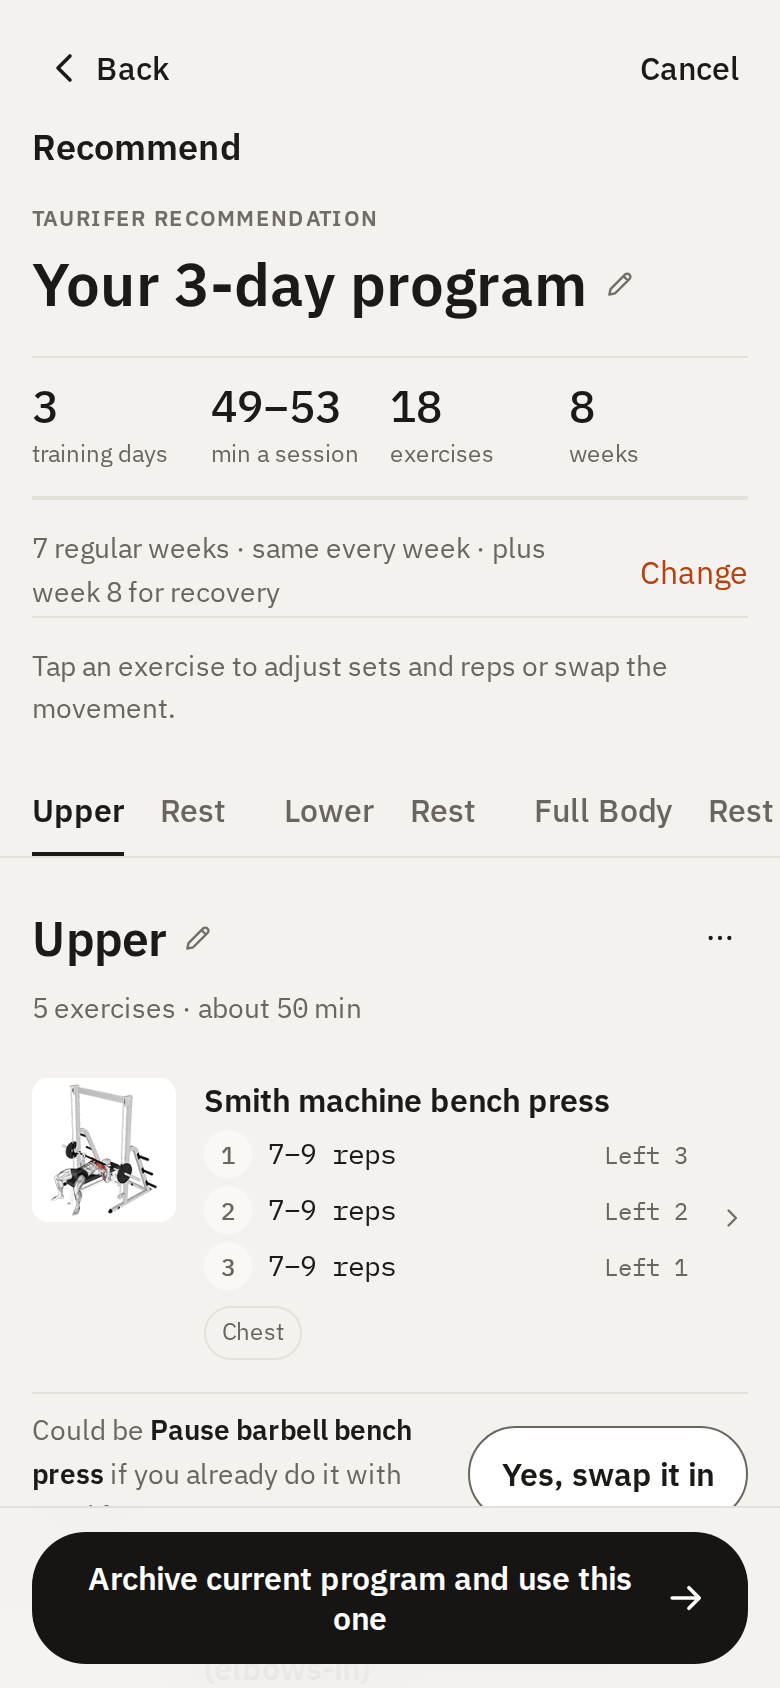 Back
Cancel
Recommend
TAURIFER RECOMMENDATION
Your 3-day program
3
training days
49–53
min a session
18
exercises
8
weeks
7 regular weeks · same every week · plus
week 8 for recovery
Change
Tap an exercise to adjust sets and reps or swap the
movement.
Upper Rest Lower Rest Full Body Rest
Upper
...
5 exercises · about 50 min
Smith machine bench press
1 7–9 reps Left 3
2 7–9 reps Left 2
3 7–9 reps Left 1
Chest
Could be Pause barbell bench
press if you already do it with
Yes, swap it in
Archive current program and use this
one
(elbows-in)